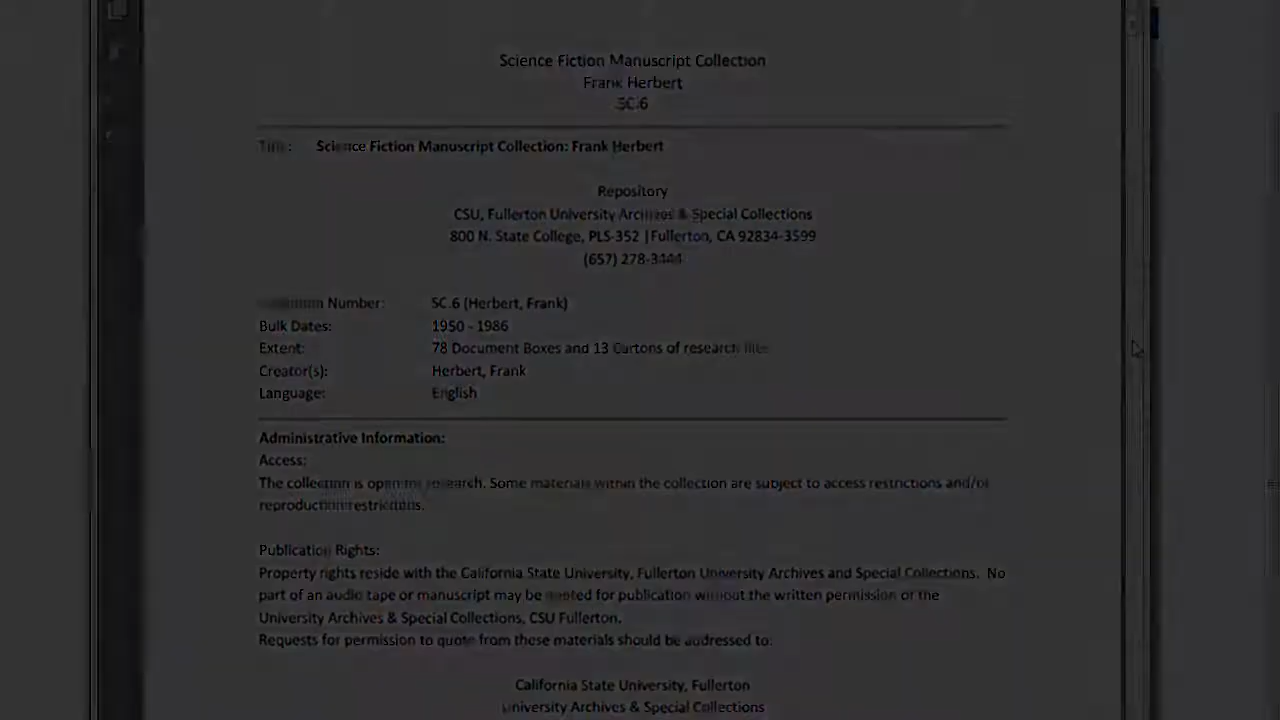 Science Fiction Manuscript Collection
Frank Herbert
SC.6
Title: Science Fiction Manuscript Collection: Frank Herbert
Repository
CSU, Fullerton University Archives & Special Collections
800 N. State College, PLS-352 |Fullerton, CA 92834-3599
(657) 278-3444
Number: SC.6 (Herbert, Frank)
Bulk Dates: 1950 - 1986
Extent: 78 Document Boxes and 13 Cartons of research files
Creator(s): Herbert, Frank
Language: English
Administrative Information:
Access:
The collection is open for research. Some materials within the collection are subject to access restrictions and/or
reproduction restrictions.
Publication Rights:
Property rights reside with the California State University, Fullerton University Archives and Special Collections. No
part of an audio tape or manuscript may be quoted for publication without the written permission of the
University Archives & Special Collections, CSU Fullerton.
Requests for permission to quote from these materials should be addressed to:
California State University, Fullerton
University Archives & Special Collections